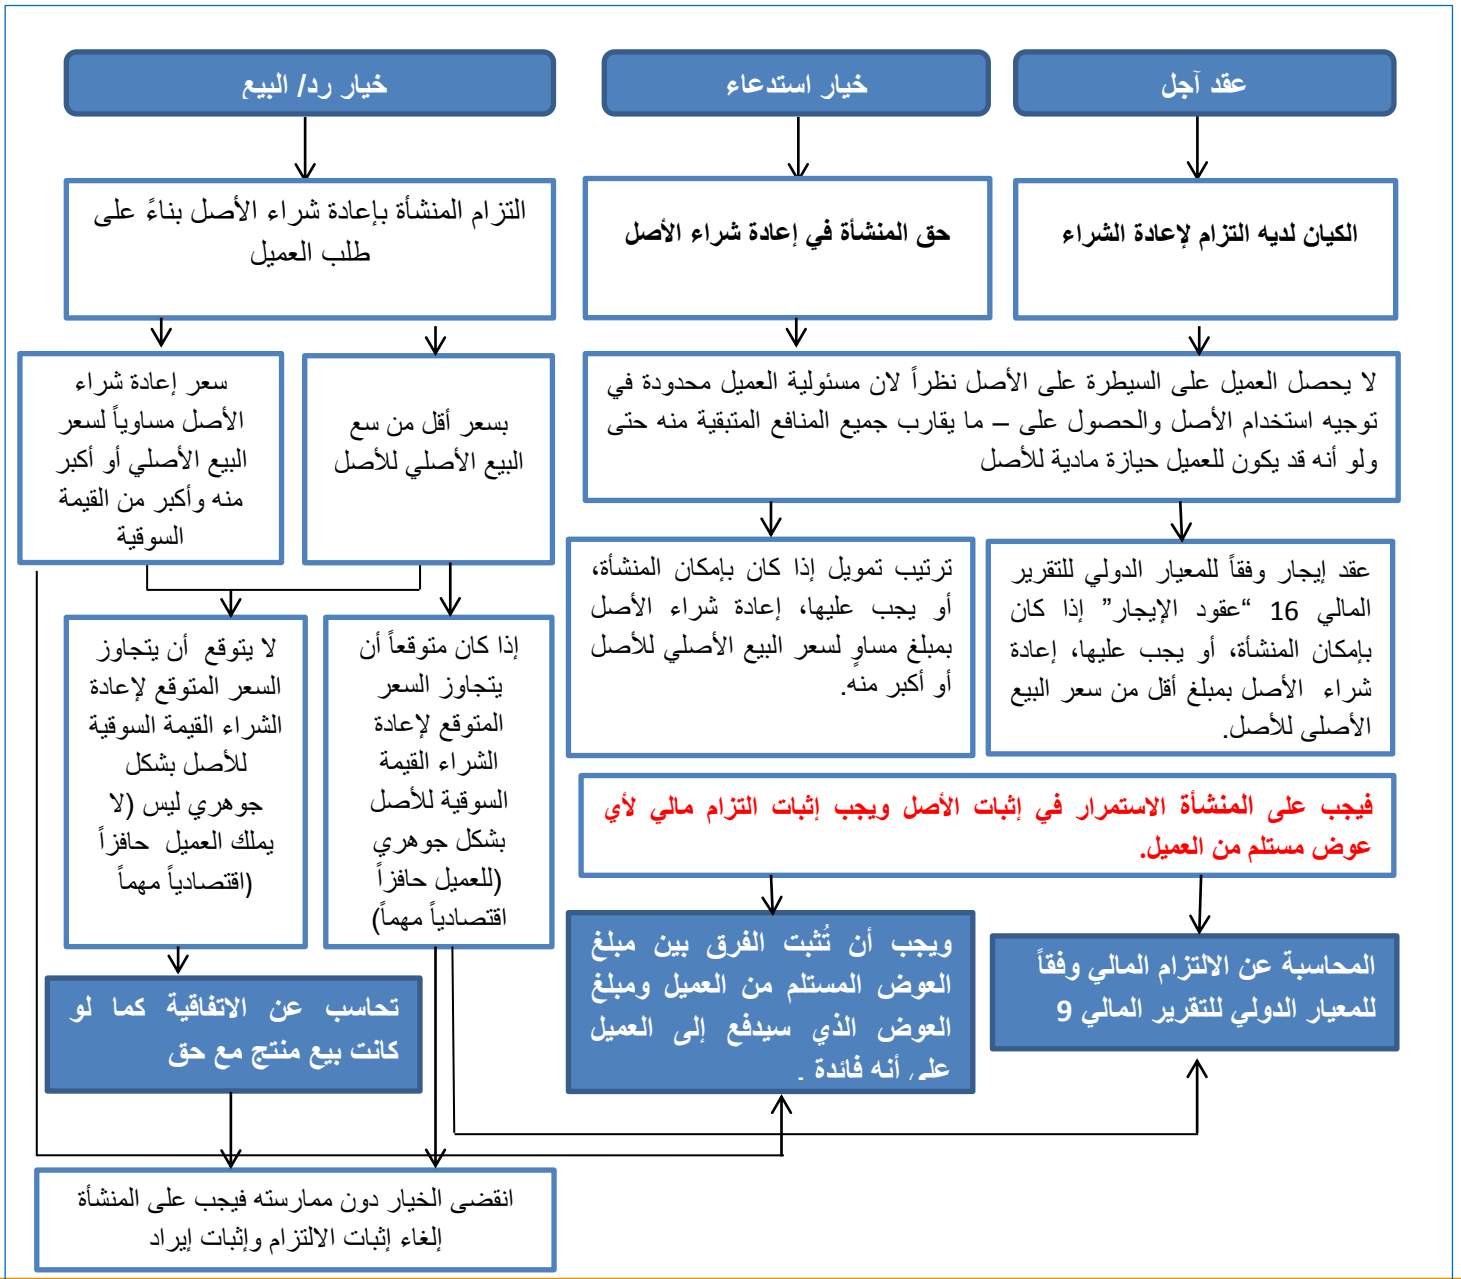 عقد آجل
خيار استدعاء
خيار رد/ البيع
الكيان لديه التزام لإعادة الشراء
حق المنشأة في إعادة شراء الأصل
التزام المنشأة بإعادة شراء الأصل بناءً على
طلب العميل
لا يحصل العميل على السيطرة على الأصل نظراً لان مسئولية العميل محدودة في
توجيه استخدام الأصل والحصول على – ما يقارب جميع المنافع المتبقية منه حتى
ولو أنه قد يكون للعميل حيازة مادية للأصل
بسعر أقل من سع
البيع الأصلي للأصل
سعر إعادة شراء
الأصل مساوياً لسعر
البيع الأصلي أو أكبر
منه وأكبر من القيمة
السوقية
عقد إيجار وفقاً للمعيار الدولي للتقرير
المالي 16 “عقود الإيجار” إذا كان
بإمكان المنشأة، أو يجب عليها، إعادة
شراء الأصل بمبلغ أقل من سعر البيع
الأصلى للأصل.
ترتيب تمويل إذا كان بإمكان المنشأة،
أو يجب عليها، إعادة شراء الأصل
بمبلغ مساوٍ لسعر البيع الأصلي للأصل
أو أكبر منه.
إذا كان متوقعاً أن
يتجاوز السعر
المتوقع لإعادة
الشراء القيمة
السوقية للأصل
بشكل جوهري
(للعميل حافزاً
اقتصادياً مهماً)
لا يتوقع أن يتجاوز
السعر المتوقع لإعادة
الشراء القيمة السوقية
للأصل بشكل
جوهري ليس (لا
يملك العميل حافزاً
اقتصادياً مهماً)
فيجب على المنشأة الاستمرار في إثبات الأصل ويجب إثبات التزام مالي لأي
عوض مستلم من العميل.
المحاسبة عن الالتزام المالي وفقاً
للمعيار الدولي للتقرير المالي 9
ويجب أن تُثبت الفرق بين مبلغ
العوض المستلم من العميل ومبلغ
العوض الذي سيدفع إلى العميل
على أنه فائدة .
تحاسب عن الاتفاقية كما لو
كانت بيع منتج مع حق
انقضى الخيار دون ممارسته فيجب على المنشأة
إلغاء إثبات الالتزام وإثبات إيراد